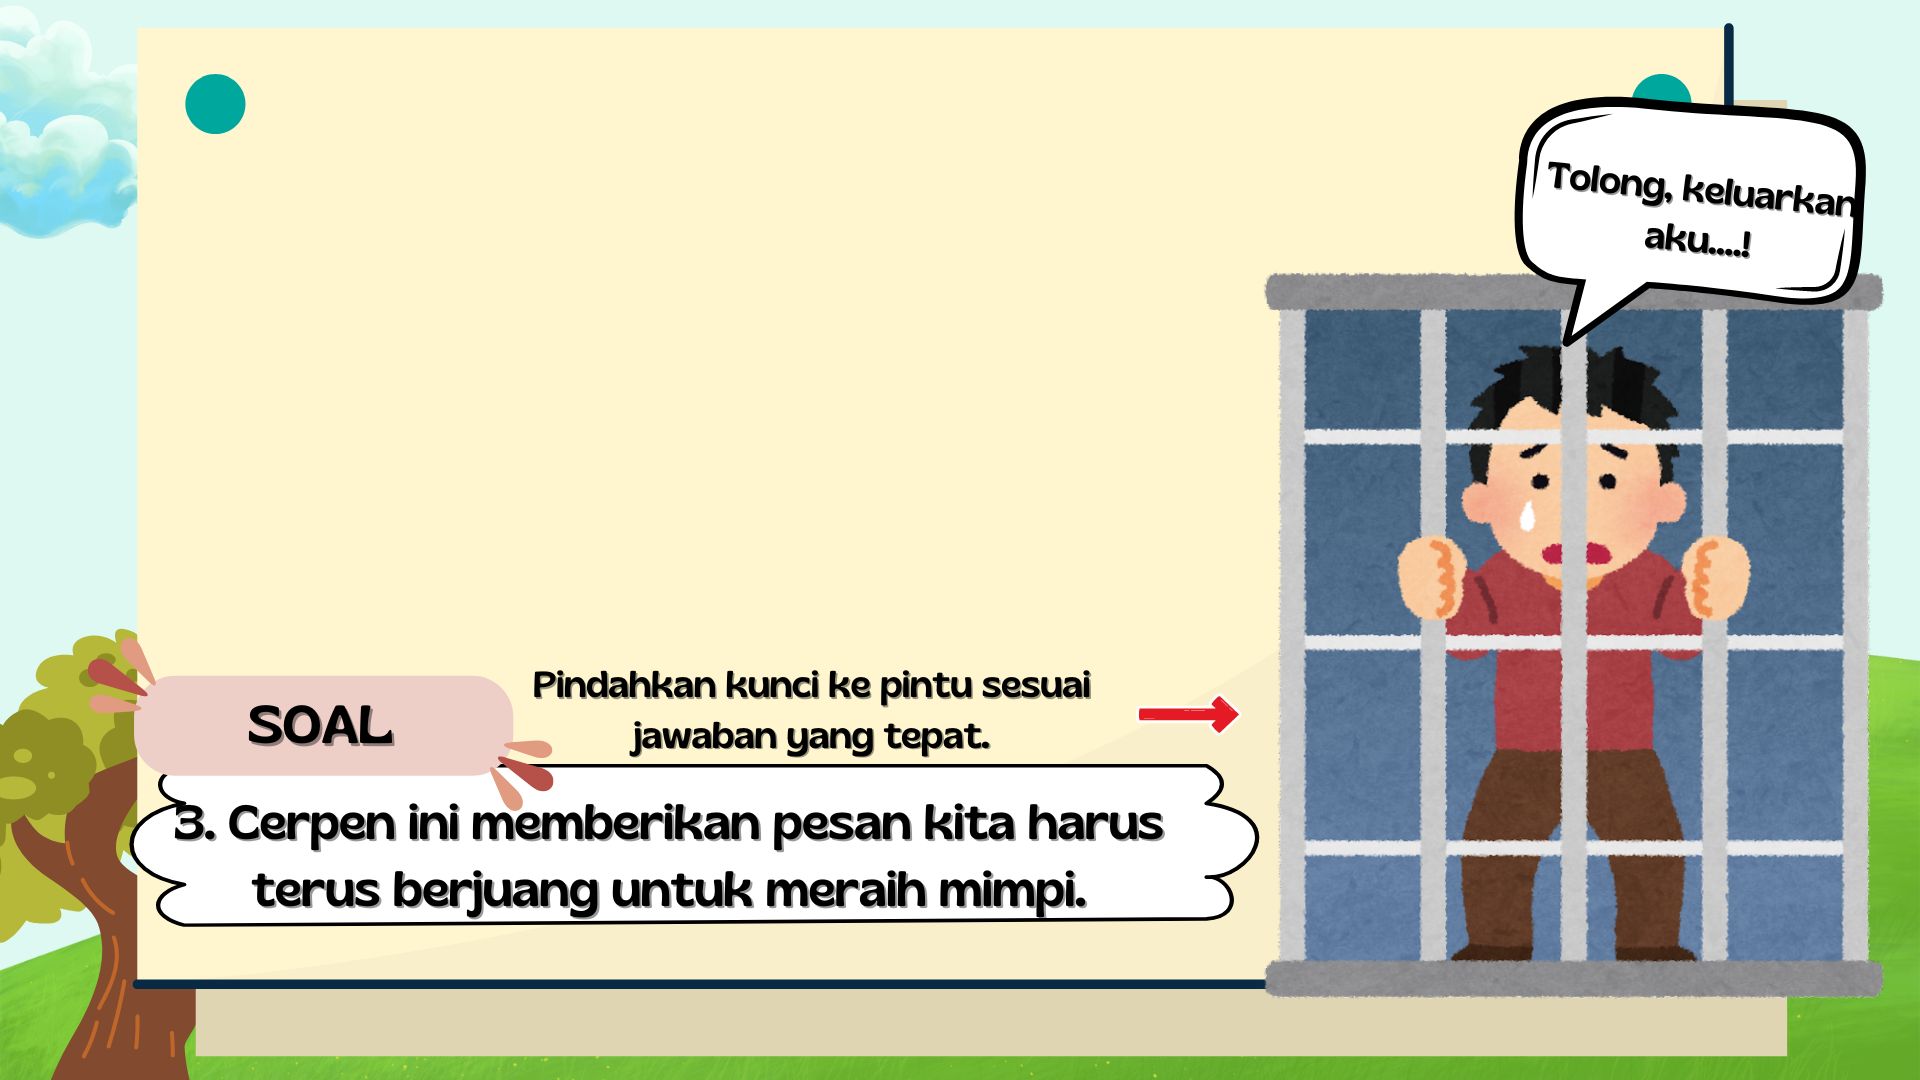 Tolong, keluarkan
aku....!
SOAL
Pindahkan kunci ke pintu sesuai
jawaban yang tepat.
3. Cerpen ini memberikan pesan kita harus
terus berjuang untuk meraih mimpi.